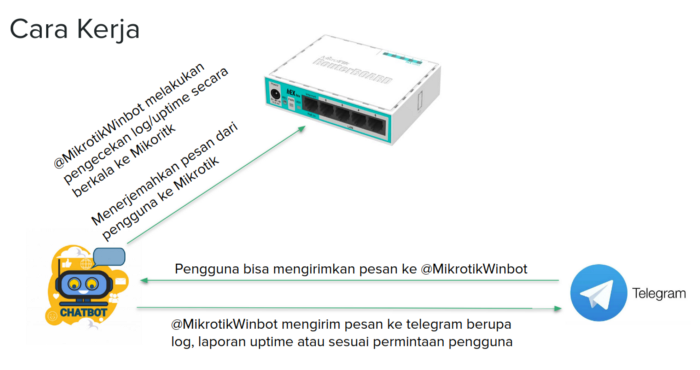 Cara Kerja
@MikrotikWinbot melakukan
pengecekan log/uptime secara
berkala ke Mikoritk
Menerjemahkan pesan dari
pengguna ke Mikrotik
Pengguna bisa mengirimkan pesan ke @MikrotikWinbot
Telegram
CHATBOT
@MikrotikWinbot mengirim pesan ke telegram berupa
log, laporan uptime atau sesuai permintaan pengguna